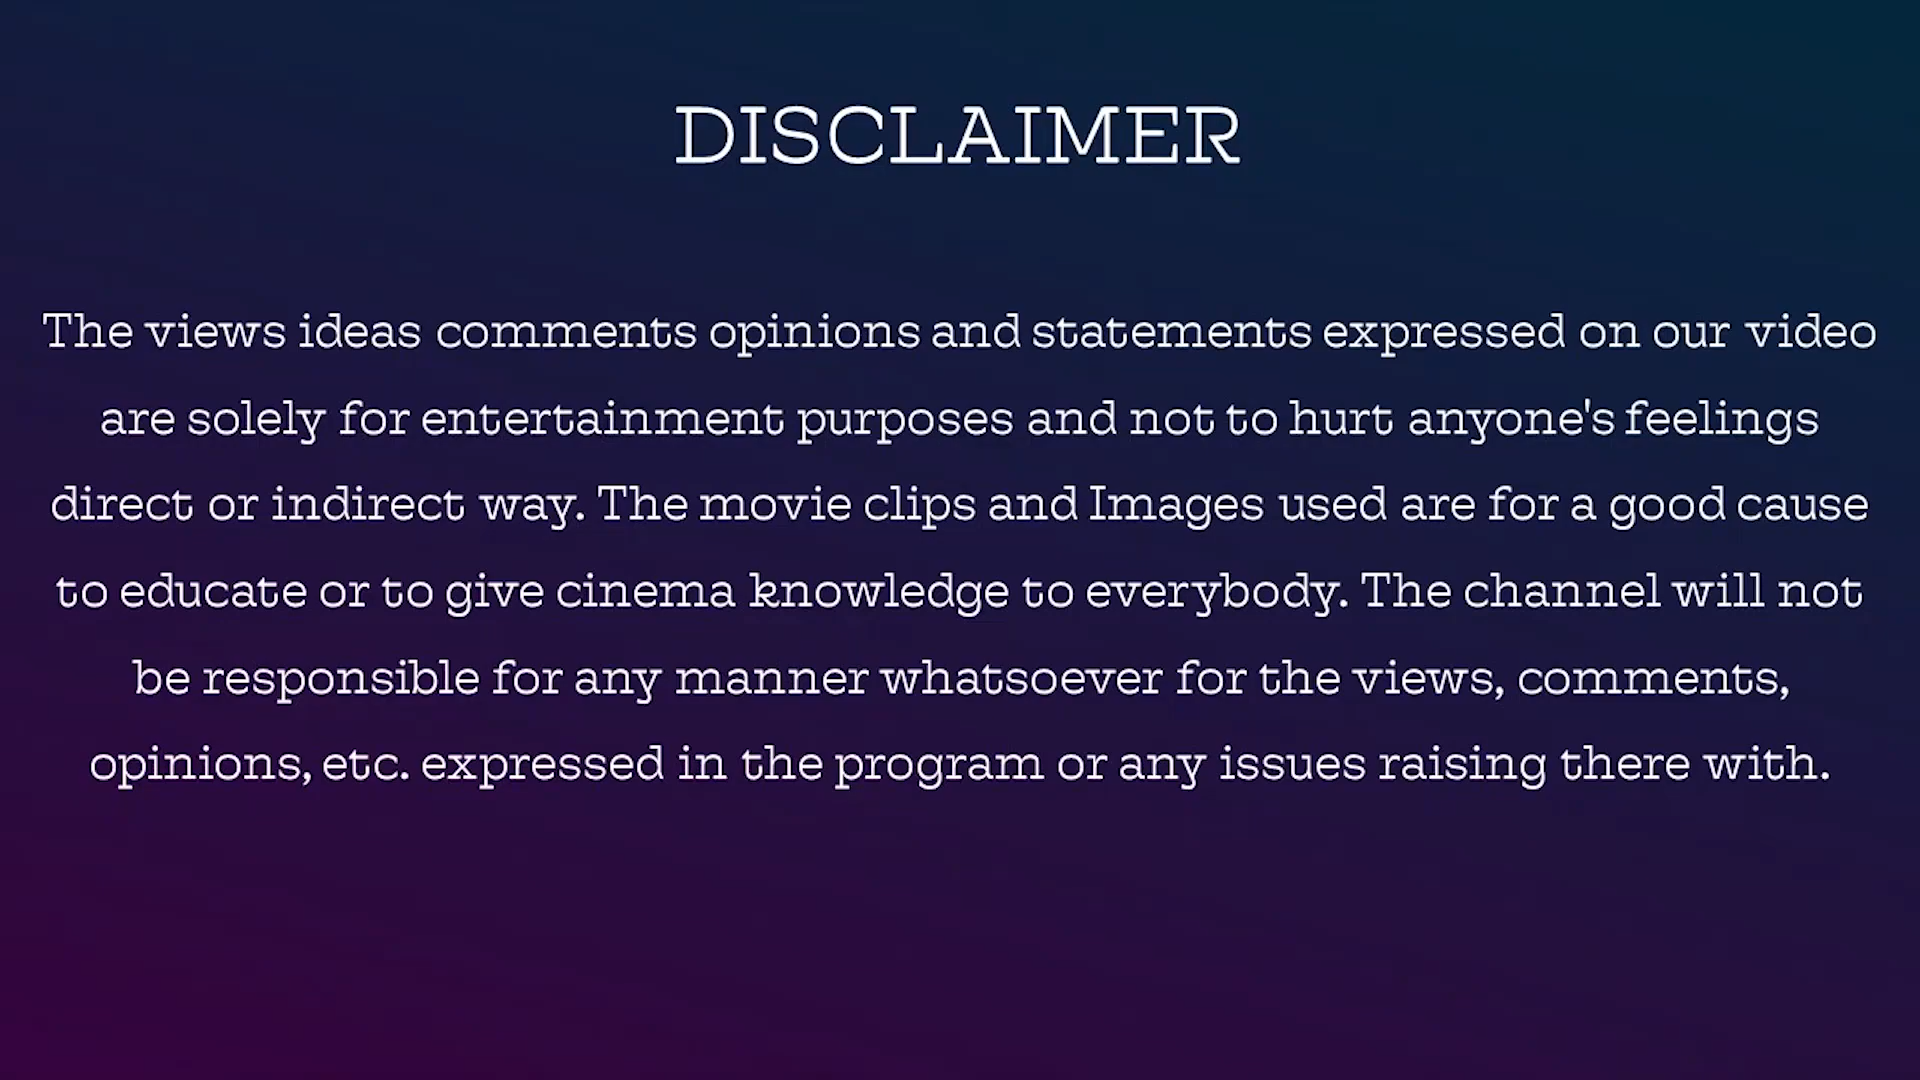 DISCLAIMER
The views ideas comments opinions and statements expressed on our video
are solely for entertainment purposes and not to hurt anyone's feelings
direct or indirect way. The movie clips and Images used are for a good cause
to educate or to give cinema knowledge to everybody. The channel will not
be responsible for any manner whatsoever for the views, comments,
opinions, etc. expressed in the program or any issues raising there with.